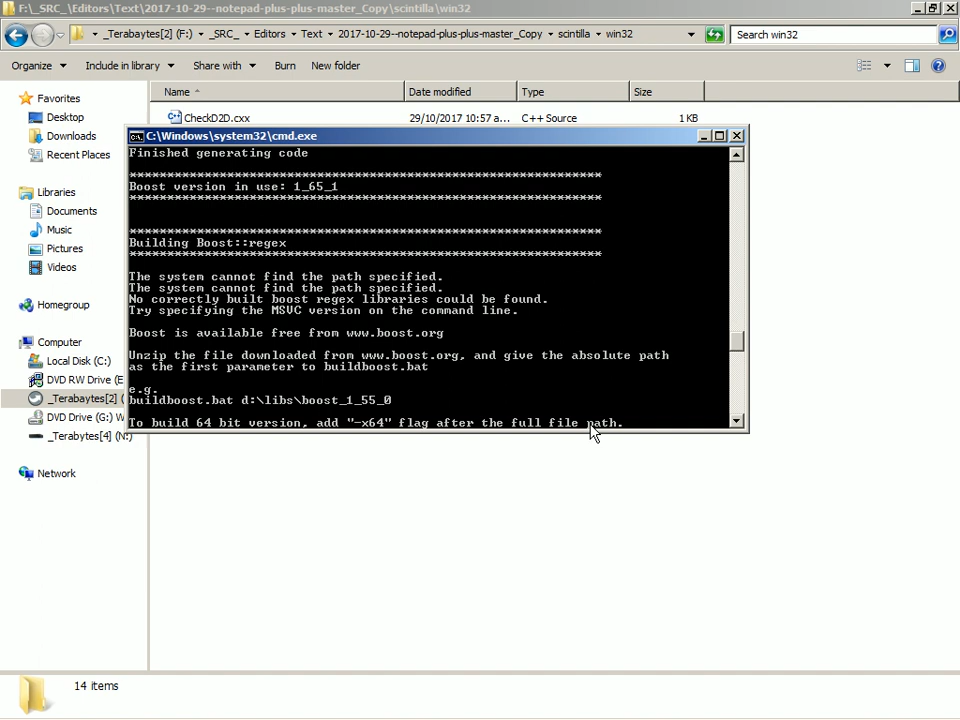 F:\_SRC_\Editors\Text\2017-10-29--notepad-plus-plus-master_Copy\scintilla\win32
_Terabaytes[2] (F:) _SRC_ Editors Text 2017-10-29--notepad-plus-plus-master_Copy scintilla win32 Search win32
Organize Include in library Share with Burn New folder
Name Date modified Type Size
Favorites
Desktop
Downloads
Recent Places
Libraries
Documents
Music
Pictures
Videos
Homegroup
Computer
Local Disk (C:)
DVD RW Drive (E
_Terabaytes[2] (
DVD Drive (G:) W
_Terabytes[4] (N:)
Network
CheckD2D.cxx 29/10/2017 10:57 a... C++ Source 1 KB
C:\Windows\system32\cmd.exe
Finished generating code
***************************************************************
Boost version in use: 1_65_1
***************************************************************
***************************************************************
Building Boost::regex
***************************************************************
The system cannot find the path specified.
The system cannot find the path specified.
No correctly built boost regex libraries could be found.
Try specifying the MSVC version on the command line.
Boost is available free from www.boost.org
Unzip the file downloaded from www.boost.org, and give the absolute path
as the first parameter to buildboost.bat
e.g.
buildboost.bat d:\libs\boost_1_55_0
To build 64 bit version, add "-x64" flag after the full file path.
14 items